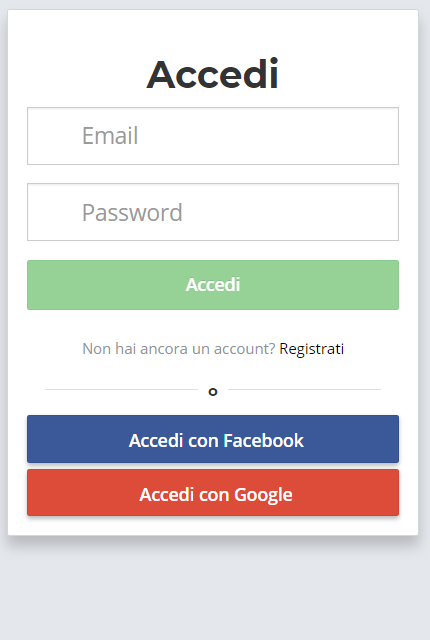 Accedi
Email
Password
Accedi
Non hai ancora un account? Registrati
o
Accedi con Facebook
Accedi con Google